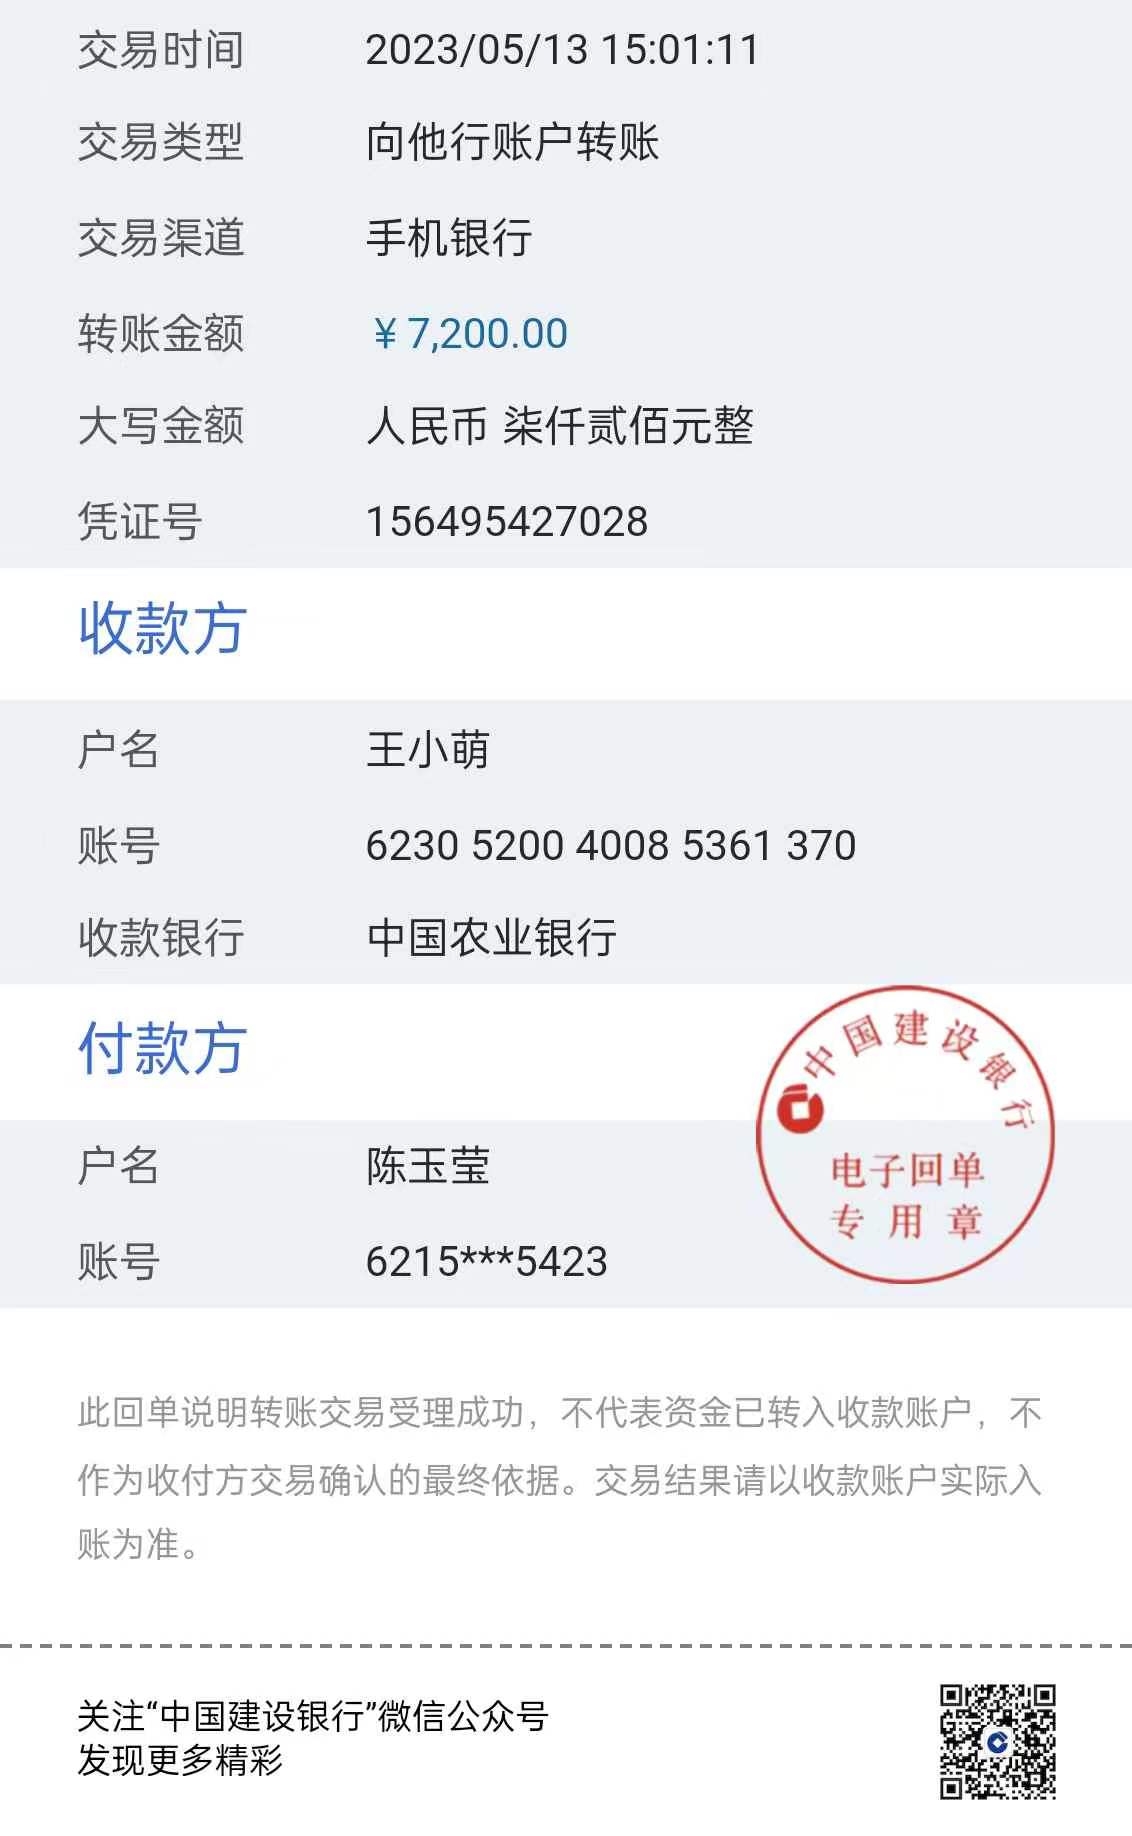 交易时间 2023/05/13 15:01:11
交易类型 向他行账户转账
交易渠道 手机银行
转账金额 ¥ 7,200.00
大写金额 人民币 柒仟贰佰元整
凭证号 156495427028
收款方
户名 王小萌
账号 6230 5200 4008 5361 370
收款银行 中国农业银行
付款方
中国建设银行
电子回单
专用章
户名 陈玉莹
账号 6215***5423
此回单说明转账交易受理成功，不代表资金已转入收款账户，不
作为收付方交易确认的最终依据。交易结果请以收款账户实际入
账为准。
关注“中国建设银行”微信公众号
发现更多精彩